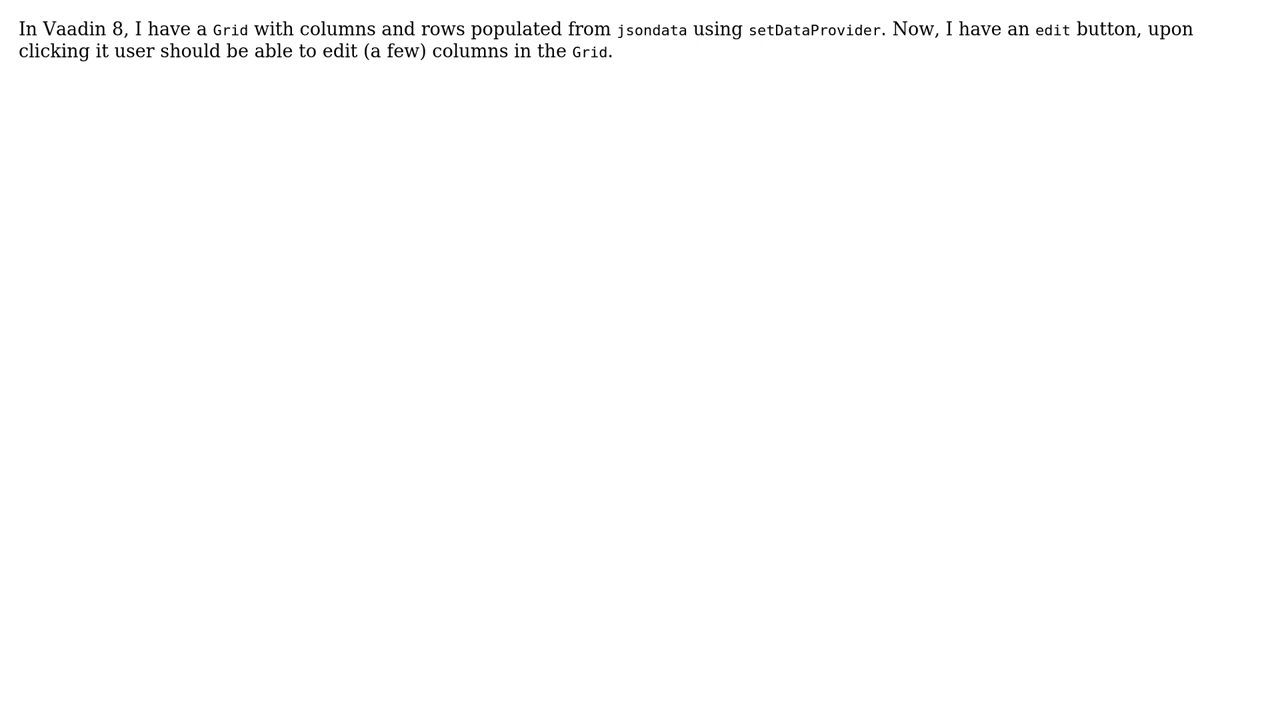 In Vaadin 8, I have a Grid with columns and rows populated from jsondata using setDataProvider. Now, I have an edit button, upon
clicking it user should be able to edit (a few) columns in the Grid.